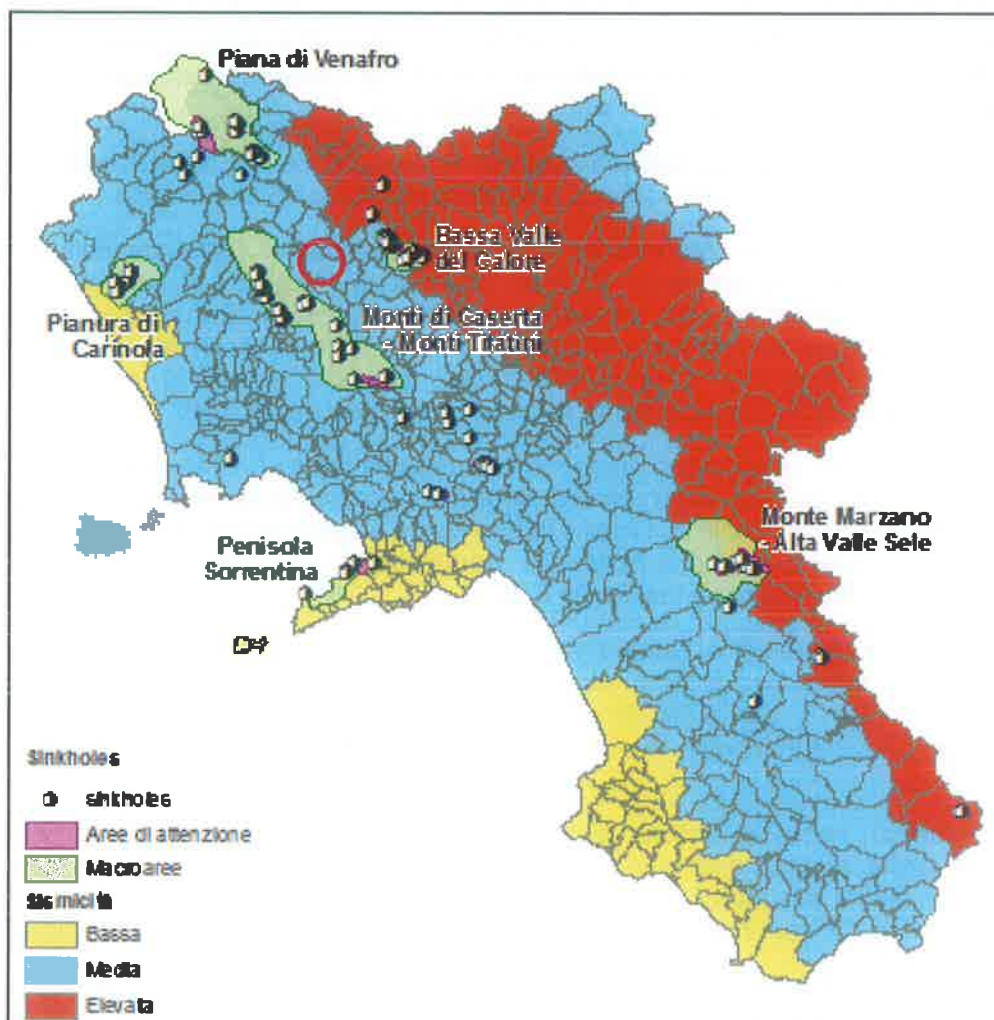 Piana di Venafro
Bassa Valle
del Calore
Pianura di
Carinola
Monti di Caserta
- Monti Tifatini
Monte Marzano
- Alta Valle Sele
Penisola
Sorrentina
Sinkholes
sinkholes
Aree di attenzione
Macroaree
Sismicità
Bassa
Media
Elevata